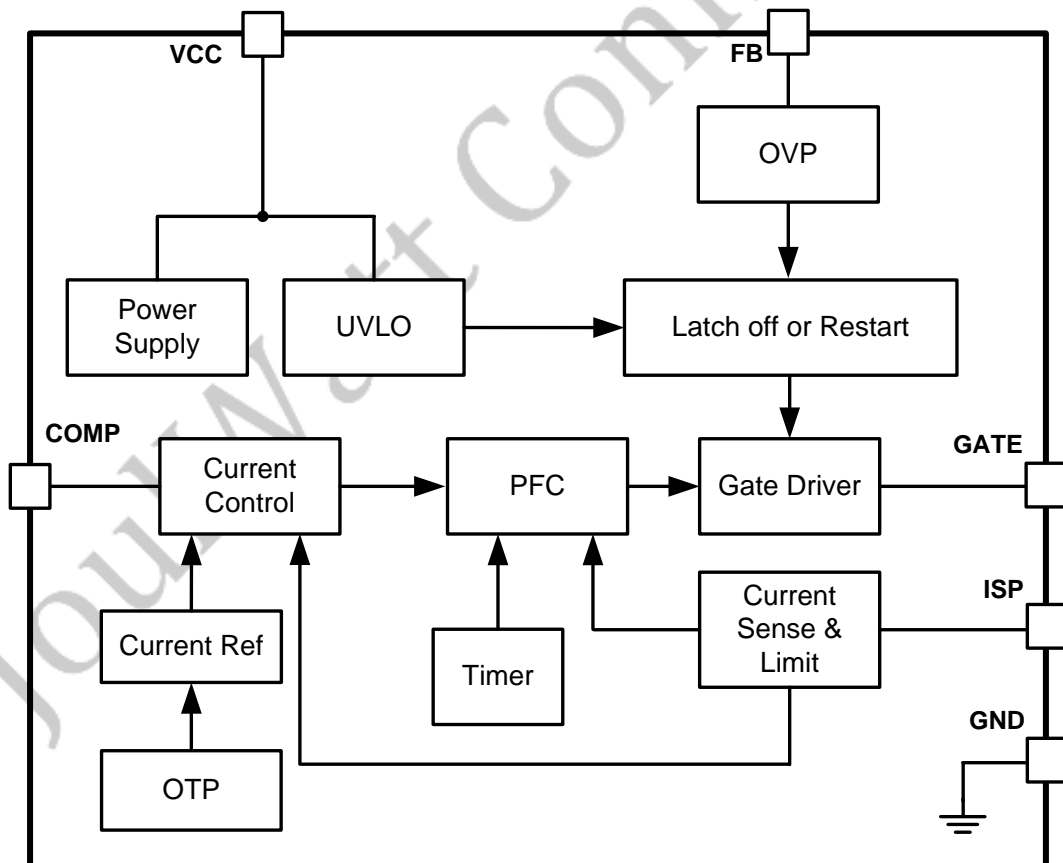 VCC
FB
OVP
Power
Supply
UVLO
Latch off or Restart
COMP
Current
Control
PFC
Gate Driver
GATE
Current Ref
Timer
Current
Sense &
Limit
ISP
OTP
GND
JoulWatt